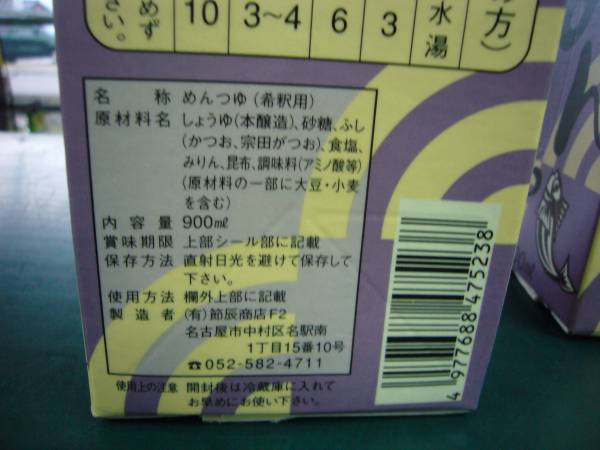 めず
さい。
10
3〜4
6
3
水
湯
方)
名称 めんつゆ(希釈用)
原材料名 しょうゆ(本醸造)、砂糖、ふし
(かつお、宗田がつお)、食塩、
みりん、昆布、調味料(アミノ酸等)
(原材料の一部に大豆・小麦
を含む)
内容量 900mℓ
賞味期限 上部シール部に記載
保存方法 直射日光を避けて保存して
下さい。
使用方法 欄外上部に記載
製造者 (有)節辰商店F2
名古屋市中村区名駅南
1丁目15番10号
☎052-582-4711
使用上の注意 開封後は冷蔵庫に入れて
お早めにお使い下さい。
4 977688 475238